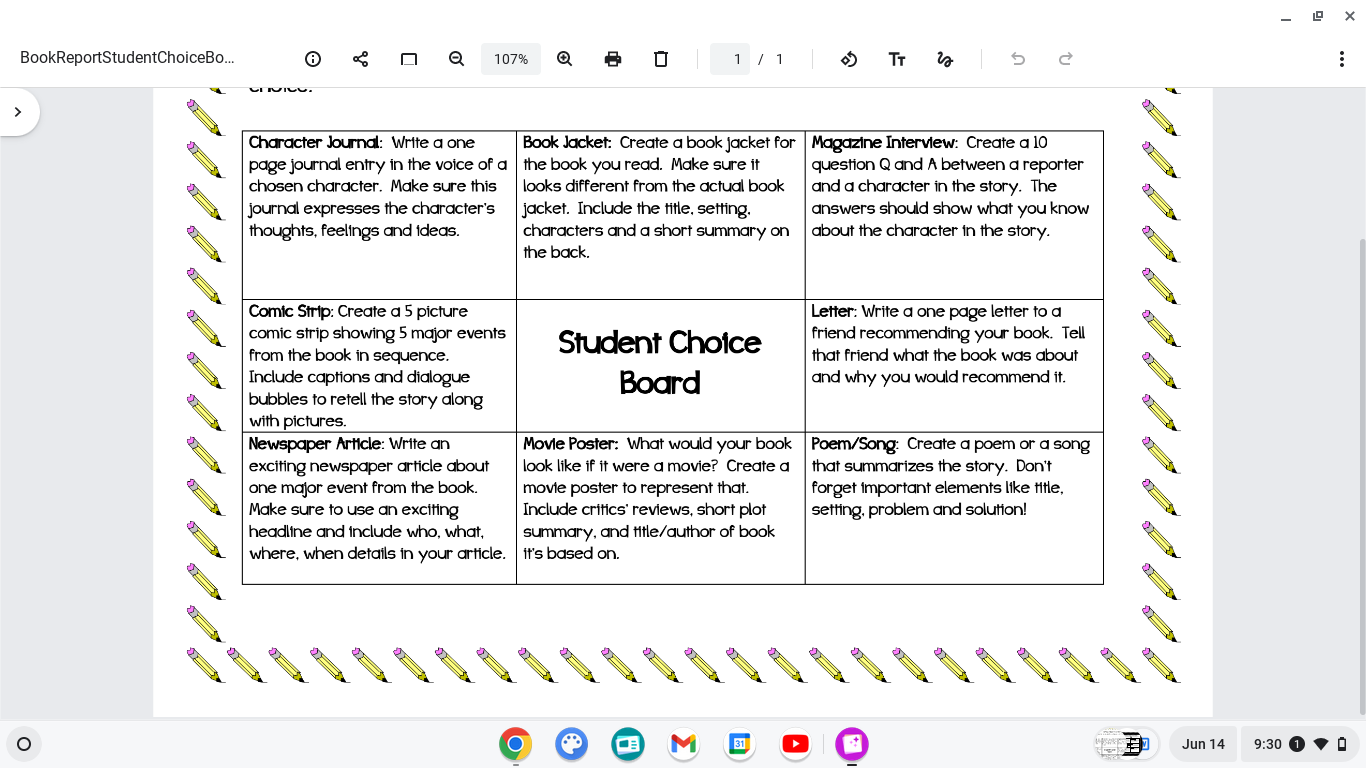 BookReportStudentChoiceBo...
107%
1 / 1
choice.
Character Journal: Write a one
page journal entry in the voice of a
chosen character. Make sure this
journal expresses the character's
thoughts, feelings and ideas.
Book Jacket: Create a book jacket for
the book you read. Make sure it
looks different from the actual book
jacket. Include the title, setting,
characters and a short summary on
the back.
Magazine Interview: Create a 10
question Q and A between a reporter
and a character in the story. The
answers should show what you know
about the character in the story.
Comic Strip: Create a 5 picture
comic strip showing 5 major events
from the book in sequence.
Include captions and dialogue
bubbles to retell the story along
with pictures.
Student Choice
Board
Letter: Write a one page letter to a
friend recommending your book. Tell
that friend what the book was about
and why you would recommend it.
Newspaper Article: Write an
exciting newspaper article about
one major event from the book.
Make sure to use an exciting
headline and include who, what,
where, when details in your article.
Movie Poster: What would your book
look like if it were a movie? Create a
movie poster to represent that.
Include critics' reviews, short plot
summary, and title/author of book
it's based on.
Poem/Song: Create a poem or a song
that summarizes the story. Don't
forget important elements like title,
setting, problem and solution!
31
Jun 14
9:30 1